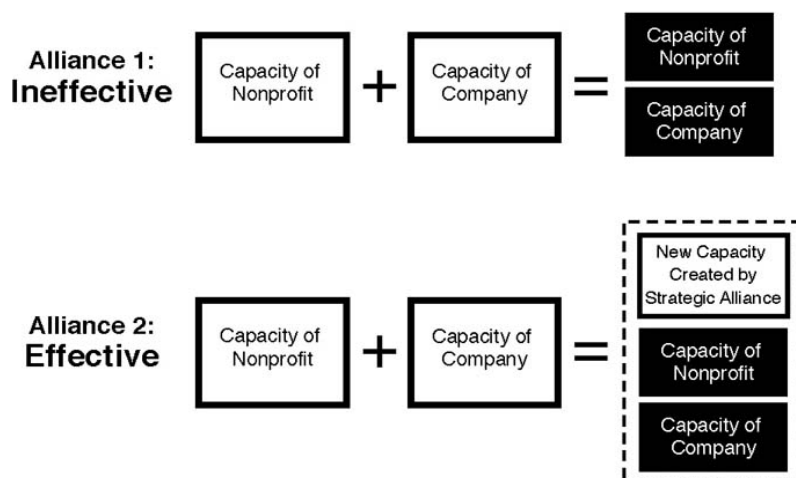 Alliance 1:
Ineffective
Capacity of
Nonprofit
+
Capacity of
Company
=
Capacity of
Nonprofit
Capacity of
Company
Alliance 2:
Effective
Capacity of
Nonprofit
+
Capacity of
Company
=
New Capacity
Created by
Strategic Alliance
Capacity of
Nonprofit
Capacity of
Company